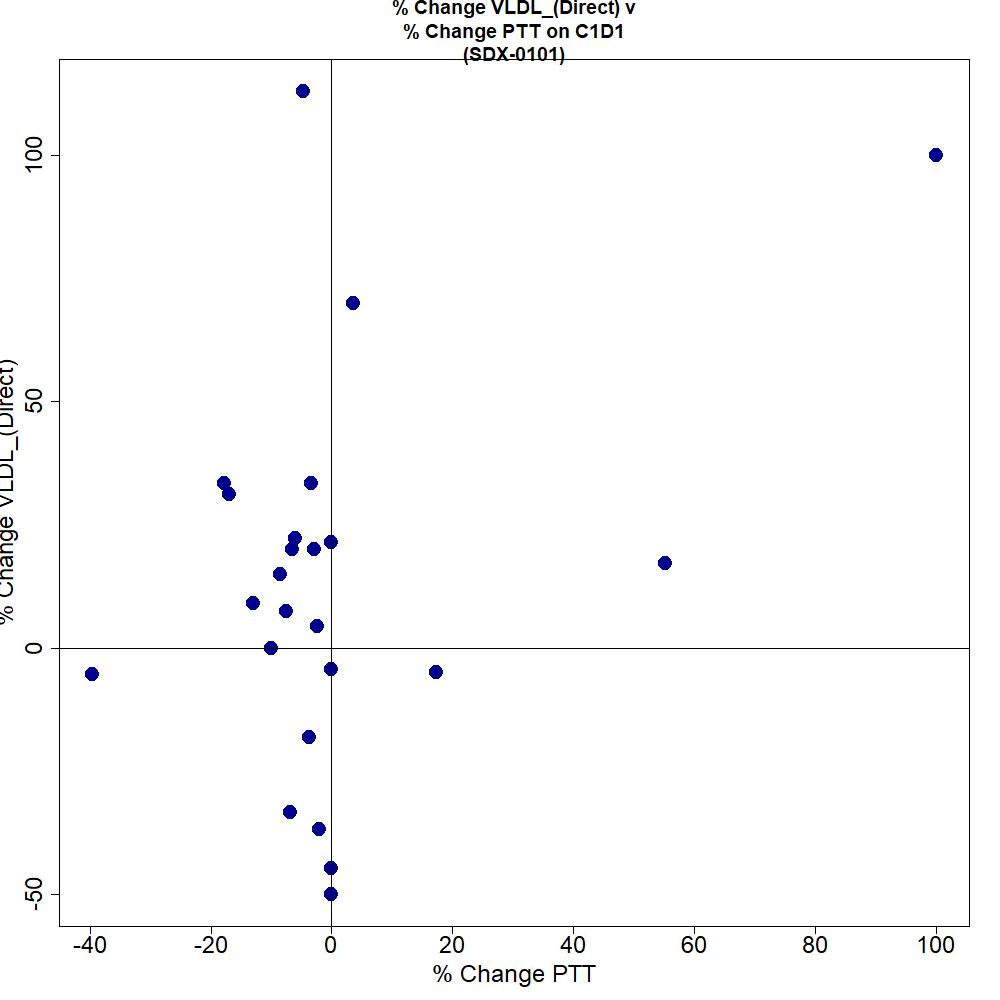 % Change VLDL_(Direct) v
% Change PTT on C1D1
(SDX-0101)
% Change VLDL_(Direct)
100
50
0
-50
-40 -20 0 20 40 60 80 100
% Change PTT